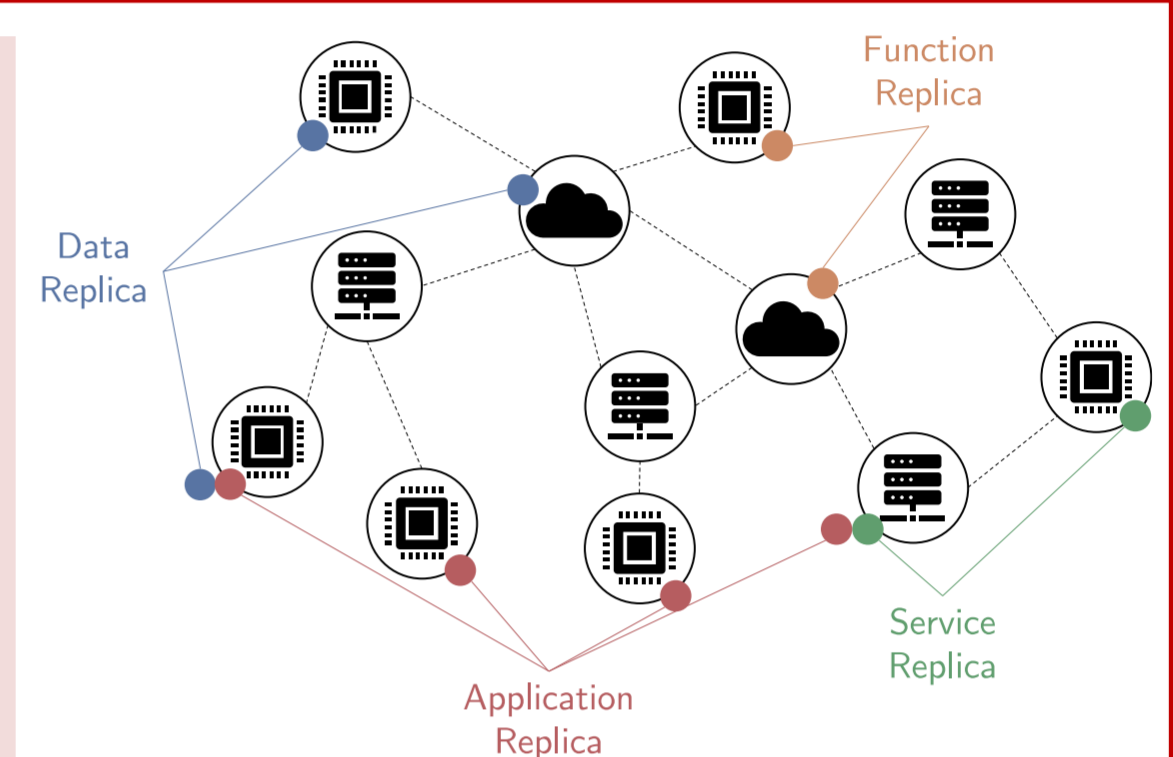 Function
Replica
Data
Replica
Service
Replica
Application
Replica